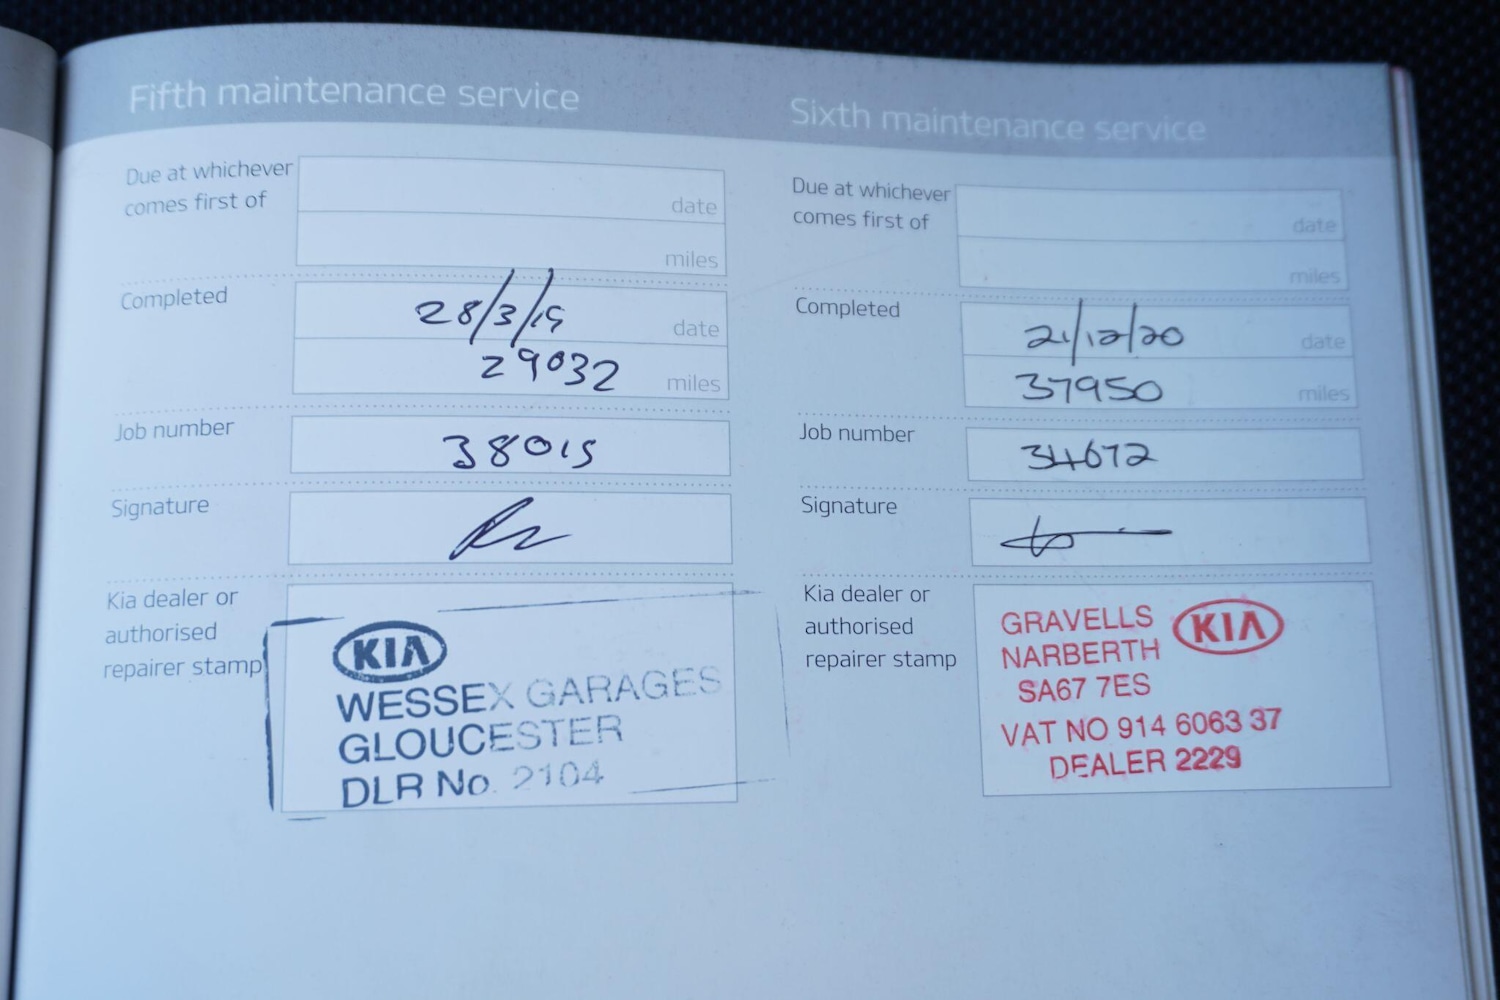 Fifth maintenance service
Due at whichever
comes first of
date
miles
Completed
28/3/19
date
29032
miles
Job number
38015
Signature
Kia dealer or
authorised
repairer stamp
KIA
WESSEX GARAGES
GLOUCESTER
DLR No. 2104
Sixth maintenance service
Due at whichever
comes first of
date
miles
Completed
21/12/20
date
37950
miles
Job number
34672
Signature
Kia dealer or
authorised
repairer stamp
GRAVELLS KIA
NARBERTH
SA67 7ES
VAT NO 914 6063 37
DEALER 2229